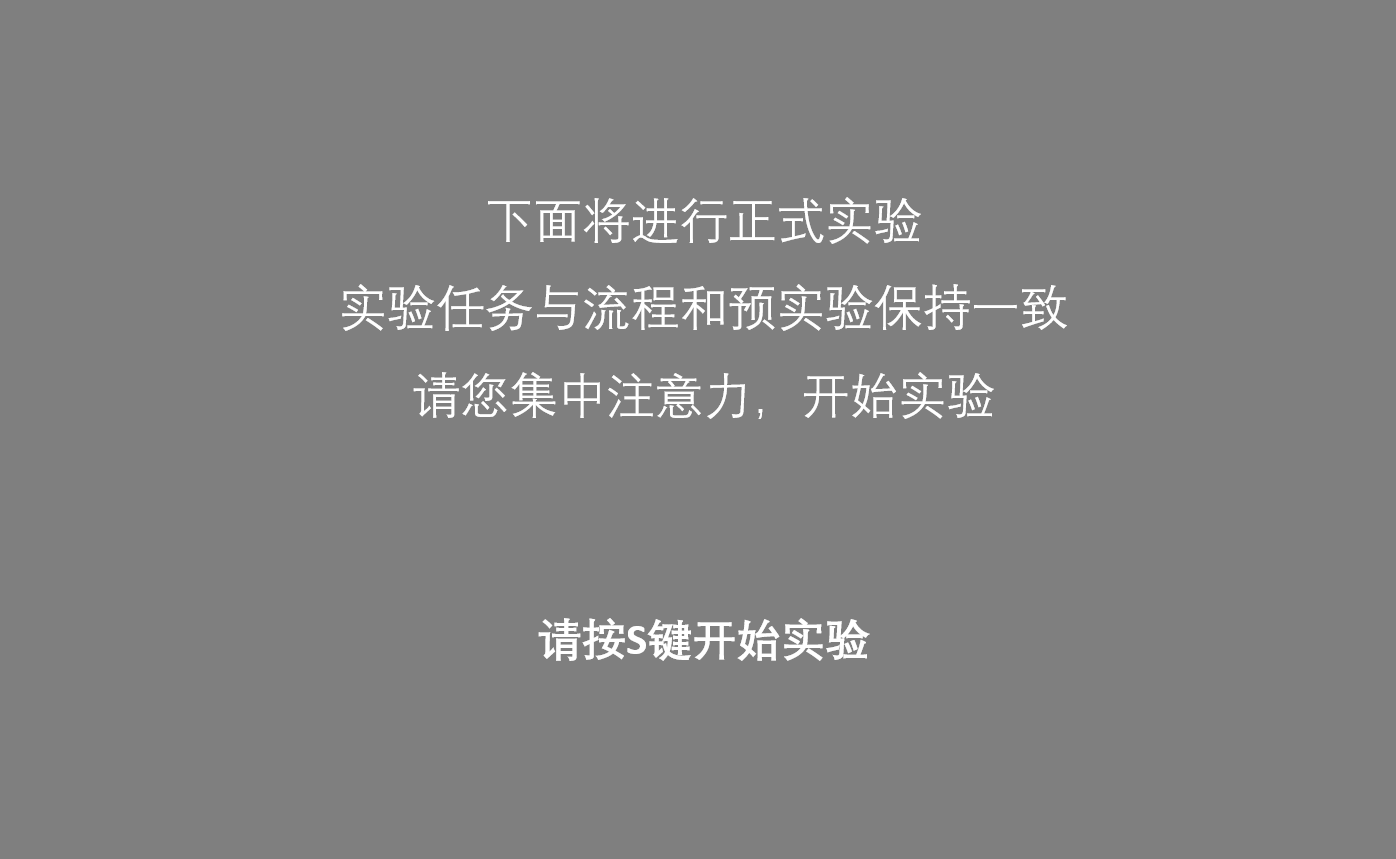 下面将进行正式实验
实验任务与流程和预实验保持一致
请您集中注意力，开始实验
请按S键开始实验